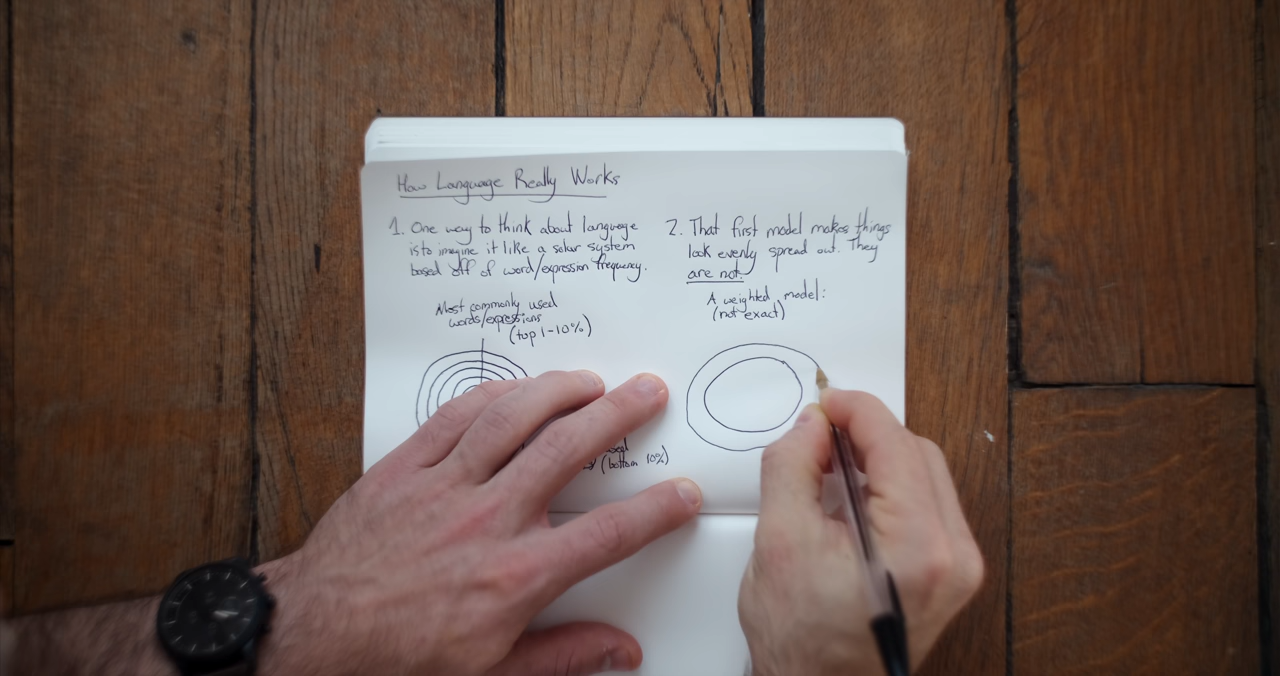 How Language Really Works
1. One way to think about language
is to imagine it like a solar system
based off of word/expression frequency.
Most commonly used
words/expressions
(top 1-10%)
used
(bottom 10%)
2. That first model makes things
look evenly spread out. They
are not.
A weighted model:
(not exact)